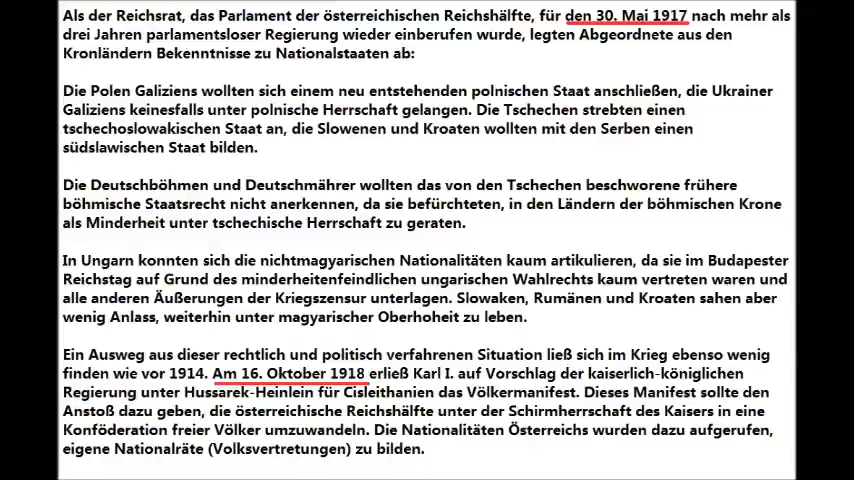 Als der Reichsrat, das Parlament der österreichischen Reichshälfte, für den 30. Mai 1917 nach mehr als
drei Jahren parlamentsloser Regierung wieder einberufen wurde, legten Abgeordnete aus den
Kronländern Bekenntnisse zu Nationalstaaten ab:
Die Polen Galiziens wollten sich einem neu entstehenden polnischen Staat anschließen, die Ukrainer
Galiziens keinesfalls unter polnische Herrschaft gelangen. Die Tschechen strebten einen
tschechoslowakischen Staat an, die Slowenen und Kroaten wollten mit den Serben einen
südslawischen Staat bilden.
Die Deutschböhmen und Deutschmährer wollten das von den Tschechen beschworene frühere
böhmische Staatsrecht nicht anerkennen, da sie befürchteten, in den Ländern der böhmischen Krone
als Minderheit unter tschechische Herrschaft zu geraten.
In Ungarn konnten sich die nichtmagyarischen Nationalitäten kaum artikulieren, da sie im Budapester
Reichstag auf Grund des minderheitenfeindlichen ungarischen Wahlrechts kaum vertreten waren und
alle anderen Äußerungen der Kriegszensur unterlagen. Slowaken, Rumänen und Kroaten sahen aber
wenig Anlass, weiterhin unter magyarischer Oberhoheit zu leben.
Ein Ausweg aus dieser rechtlich und politisch verfahrenen Situation ließ sich im Krieg ebenso wenig
finden wie vor 1914. Am 16. Oktober 1918 erließ Karl I. auf Vorschlag der kaiserlich-königlichen
Regierung unter Hussarek-Heinlein für Cisleithanien das Völkermanifest. Dieses Manifest sollte den
Anstoß dazu geben, die österreichische Reichshälfte unter der Schirmherrschaft des Kaisers in eine
Konföderation freier Völker umzuwandeln. Die Nationalitäten Österreichs wurden dazu aufgerufen,
eigene Nationalräte (Volksvertretungen) zu bilden.